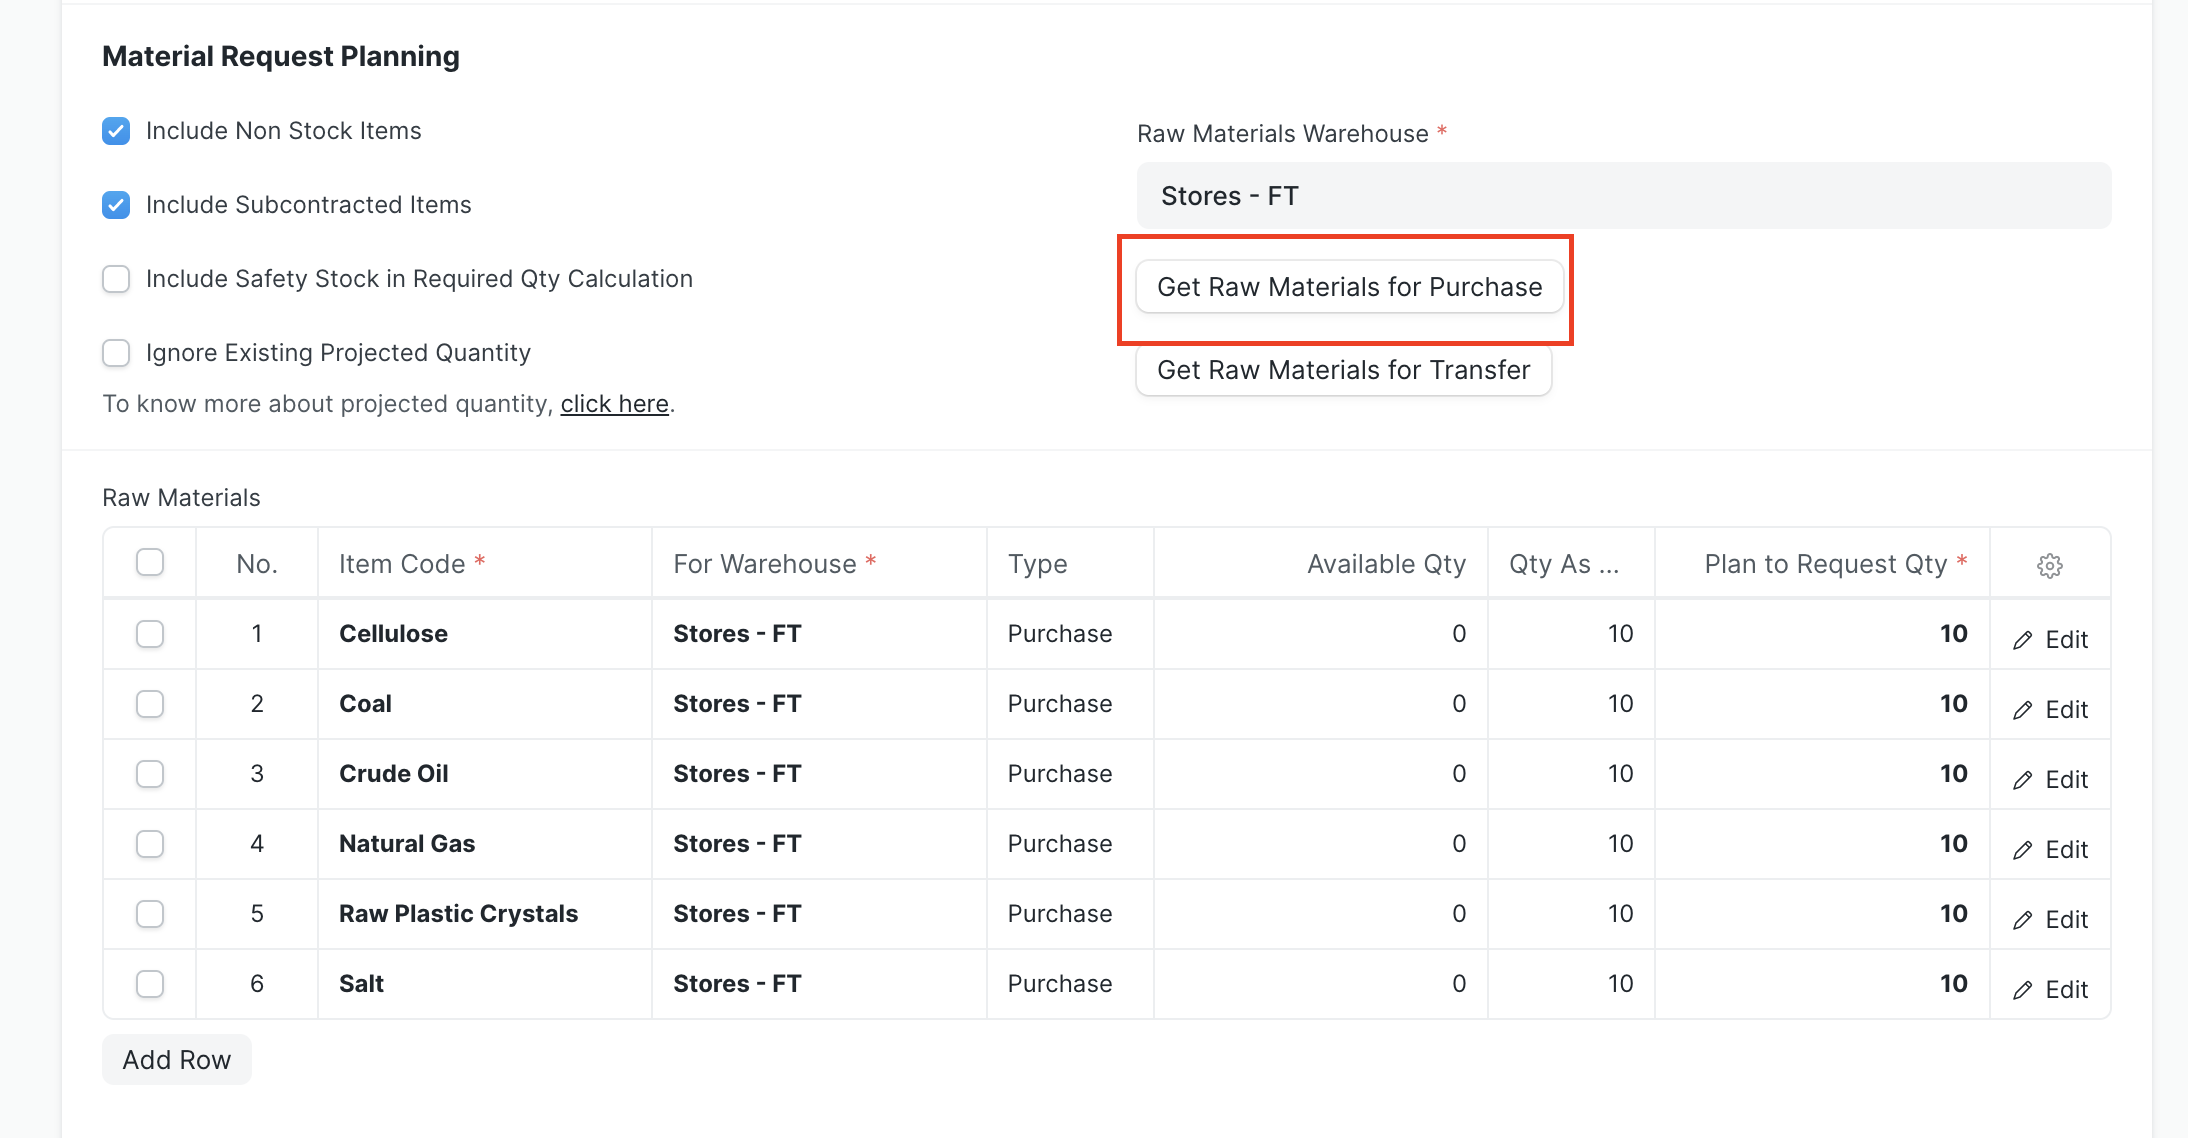 Material Request Planning
Include Non Stock Items
Include Subcontracted Items
Include Safety Stock in Required Qty Calculation
Ignore Existing Projected Quantity
To know more about projected quantity, click here.
Raw Materials Warehouse *
Stores - FT
Get Raw Materials for Purchase
Get Raw Materials for Transfer
Raw Materials
No. Item Code * For Warehouse * Type Available Qty Qty As ... Plan to Request Qty *
1 Cellulose Stores - FT Purchase 0 10 10 Edit
2 Coal Stores - FT Purchase 0 10 10 Edit
3 Crude Oil Stores - FT Purchase 0 10 10 Edit
4 Natural Gas Stores - FT Purchase 0 10 10 Edit
5 Raw Plastic Crystals Stores - FT Purchase 0 10 10 Edit
6 Salt Stores - FT Purchase 0 10 10 Edit
Add Row